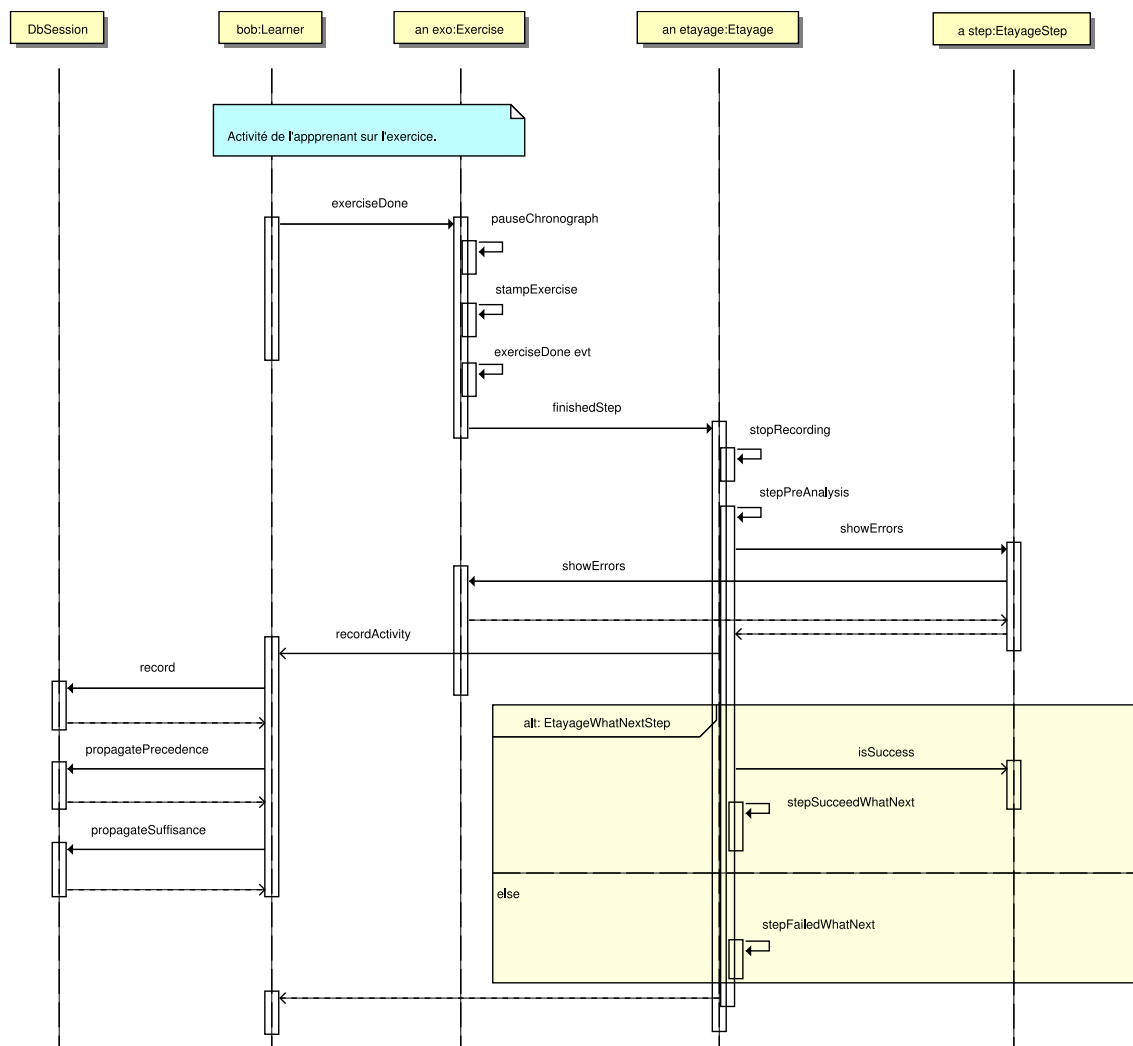 DbSession
bob:Learner
an exo:Exercise
an etayage:Etayage
a step:EtayageStep
Activité de l'appprenant sur l'exercice.
exerciseDone
pauseChronograph
stampExercise
exerciseDone evt
finishedStep
stopRecording
stepPreAnalysis
showErrors
showErrors
recordActivity
record
alt: EtayageWhatNextStep
propagatePrecedence
isSuccess
stepSucceedWhatNext
propagateSuffisance
else
stepFailedWhatNext